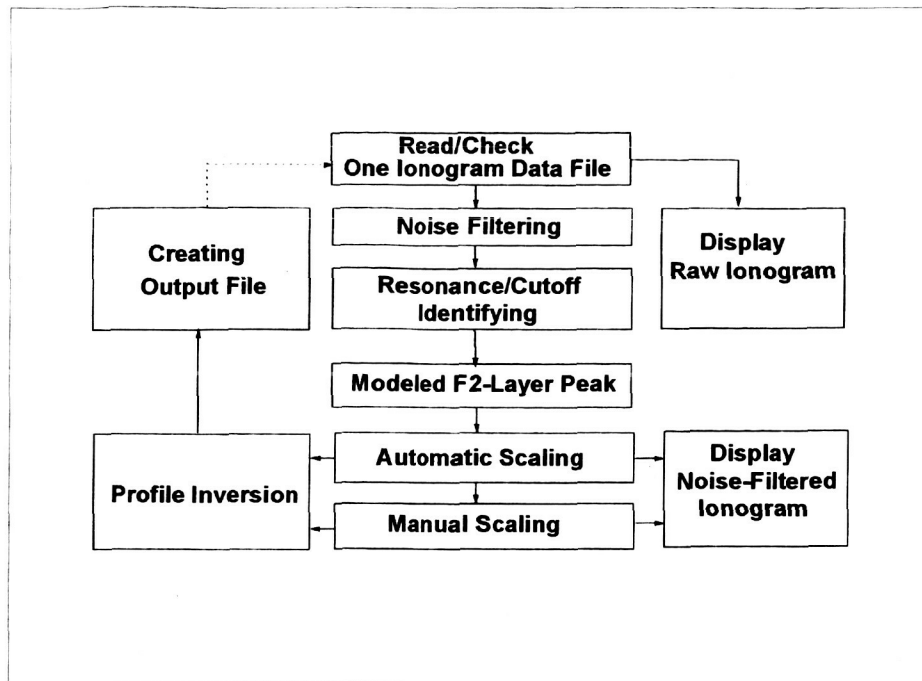 Read/Check
One Ionogram Data File
Noise Filtering
Creating
Output File
Display
Raw Ionogram
Resonance/Cutoff
Identifying
Modeled F2-Layer Peak
Automatic Scaling
Display
Noise-Filtered
Ionogram
Profile Inversion
Manual Scaling